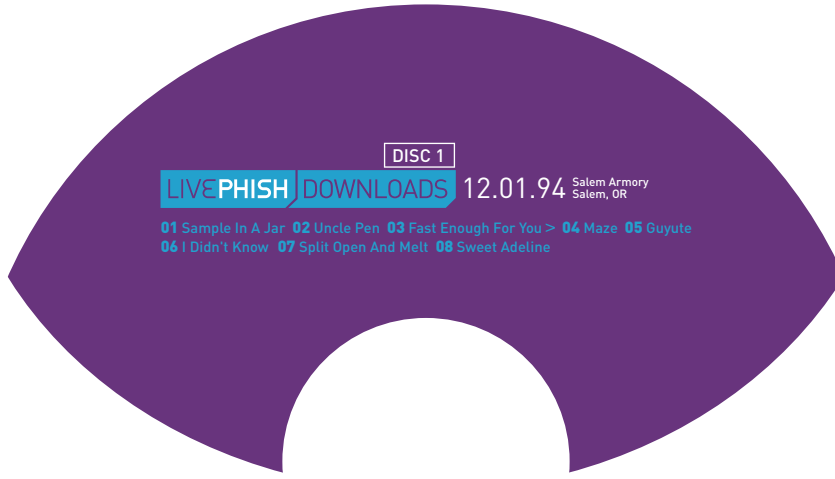 DISC 1
LIVEPHISH DOWNLOADS 12.01.94 Salem Armory
Salem, OR
01 Sample In A Jar 02 Uncle Pen 03 Fast Enough For You > 04 Maze 05 Guyute
06 I Didn't Know 07 Split Open And Melt 08 Sweet Adeline